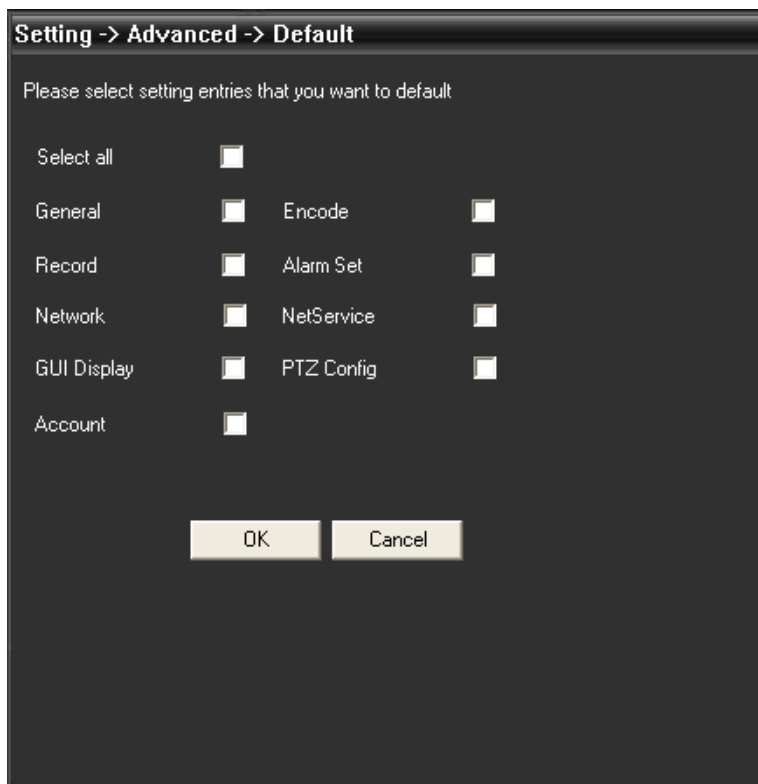 Setting -> Advanced -> Default
Please select setting entries that you want to default
Select all
General Encode
Record Alarm Set
Network NetService
GUI Display PTZ Config
Account
OK Cancel